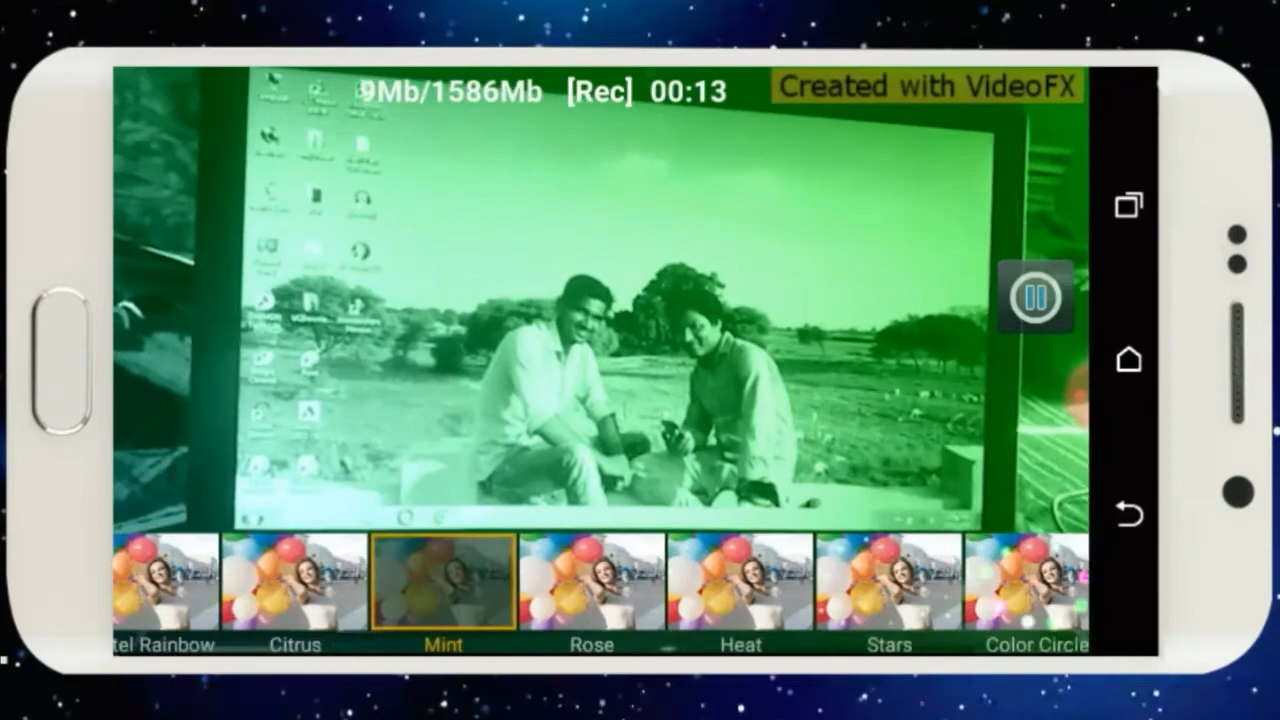 9Mb/1586Mb [Rec] 00:13
Created with VideoFX
tel Rainbow
Citrus
Mint
Rose
Heat
Stars
Color Circle